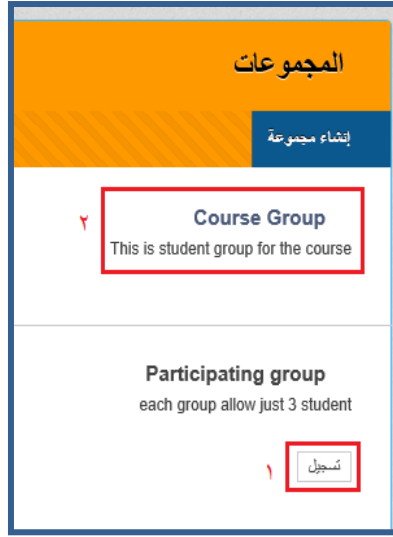 المجموعات
إنشاء مجموعة
Course Group
٢
This is student group for the course
Participating group
each group allow just 3 student
تسجيل
١